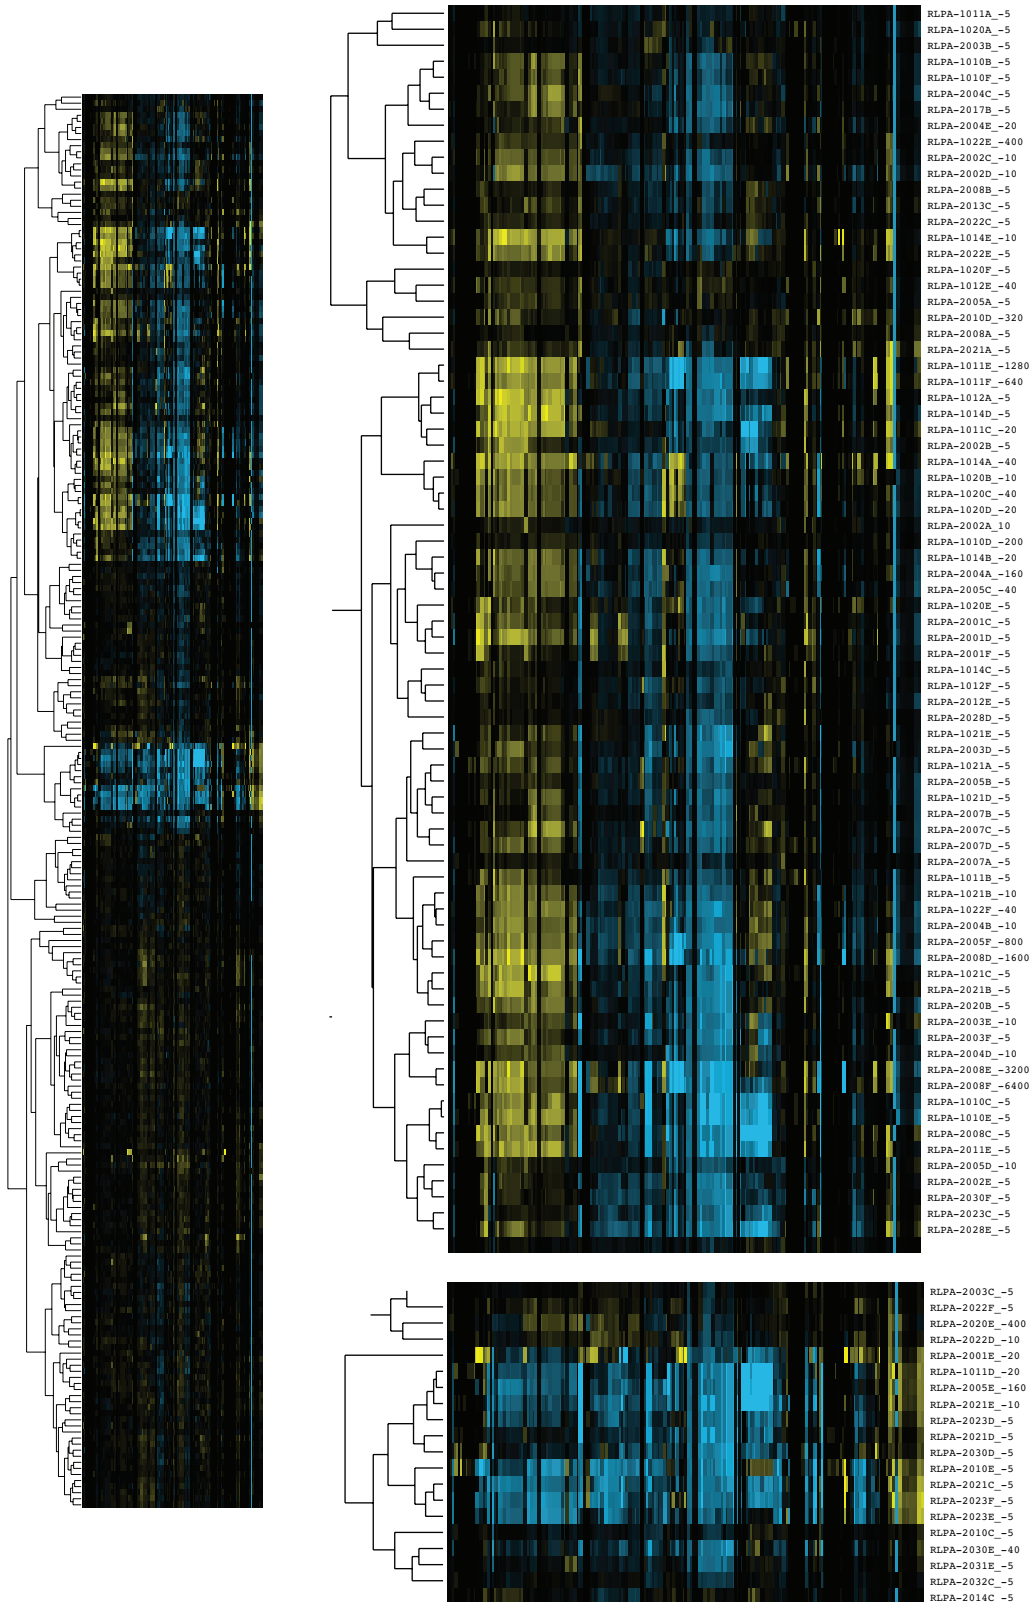 RLPA-1011A_-5
RLPA-1020A_-5
RLPA-2003B_-5
RLPA-1010B_-5
RLPA-1010F_-5
RLPA-2004C_-5
RLPA-2017B_-5
RLPA-2004E_-20
RLPA-1022E_-400
RLPA-2002C_-10
RLPA-2002D_-10
RLPA-2008B_-5
RLPA-2013C_-5
RLPA-2022C_-5
RLPA-1014E_-10
RLPA-2022E_-5
RLPA-1020F_-5
RLPA-1012E_-40
RLPA-2005A_-5
RLPA-2010D_-320
RLPA-2008A_-5
RLPA-2021A_-5
RLPA-1011E_-1280
RLPA-1011F_-640
RLPA-1012A_-5
RLPA-1014D_-5
RLPA-1011C_-20
RLPA-2002B_-5
RLPA-1014A_-40
RLPA-1020B_-10
RLPA-1020C_-40
RLPA-1020D_-20
RLPA-2002A_10
RLPA-1010D_-200
RLPA-1014B_-20
RLPA-2004A_-160
RLPA-2005C_-40
RLPA-1020E_-5
RLPA-2001C_-5
RLPA-2001D_-5
RLPA-2001F_-5
RLPA-1014C_-5
RLPA-1012F_-5
RLPA-2012E_-5
RLPA-2028D_-5
RLPA-1021E_-5
RLPA-2003D_-5
RLPA-1021A_-5
RLPA-2005B_-5
RLPA-1021D_-5
RLPA-2007B_-5
RLPA-2007C_-5
RLPA-2007D_-5
RLPA-2007A_-5
RLPA-1011B_-5
RLPA-1021B_-10
RLPA-1022F_-40
RLPA-2004B_-10
RLPA-2005F_-800
RLPA-2008D_-1600
RLPA-1021C_-5
RLPA-2021B_-5
RLPA-2020B_-5
RLPA-2003E_-10
RLPA-2003F_-5
RLPA-2004D_-10
RLPA-2008E_-3200
RLPA-2008F_-6400
RLPA-1010C_-5
RLPA-1010E_-5
RLPA-2008C_-5
RLPA-2011E_-5
RLPA-2005D_-10
RLPA-2002E_-5
RLPA-2030F_-5
RLPA-2023C_-5
RLPA-2028E_-5
RLPA-2003C_-5
RLPA-2022F_-5
RLPA-2020E_-400
RLPA-2022D_-10
RLPA-2001E_-20
RLPA-1011D_-20
RLPA-2005E_-160
RLPA-2021E_-10
RLPA-2023D_-5
RLPA-2021D_-5
RLPA-2030D_-5
RLPA-2010E_-5
RLPA-2021C_-5
RLPA-2023F_-5
RLPA-2023E_-5
RLPA-2010C_-5
RLPA-2030E_-40
RLPA-2031E_-5
RLPA-2032C_-5
RLPA-2014C_-5